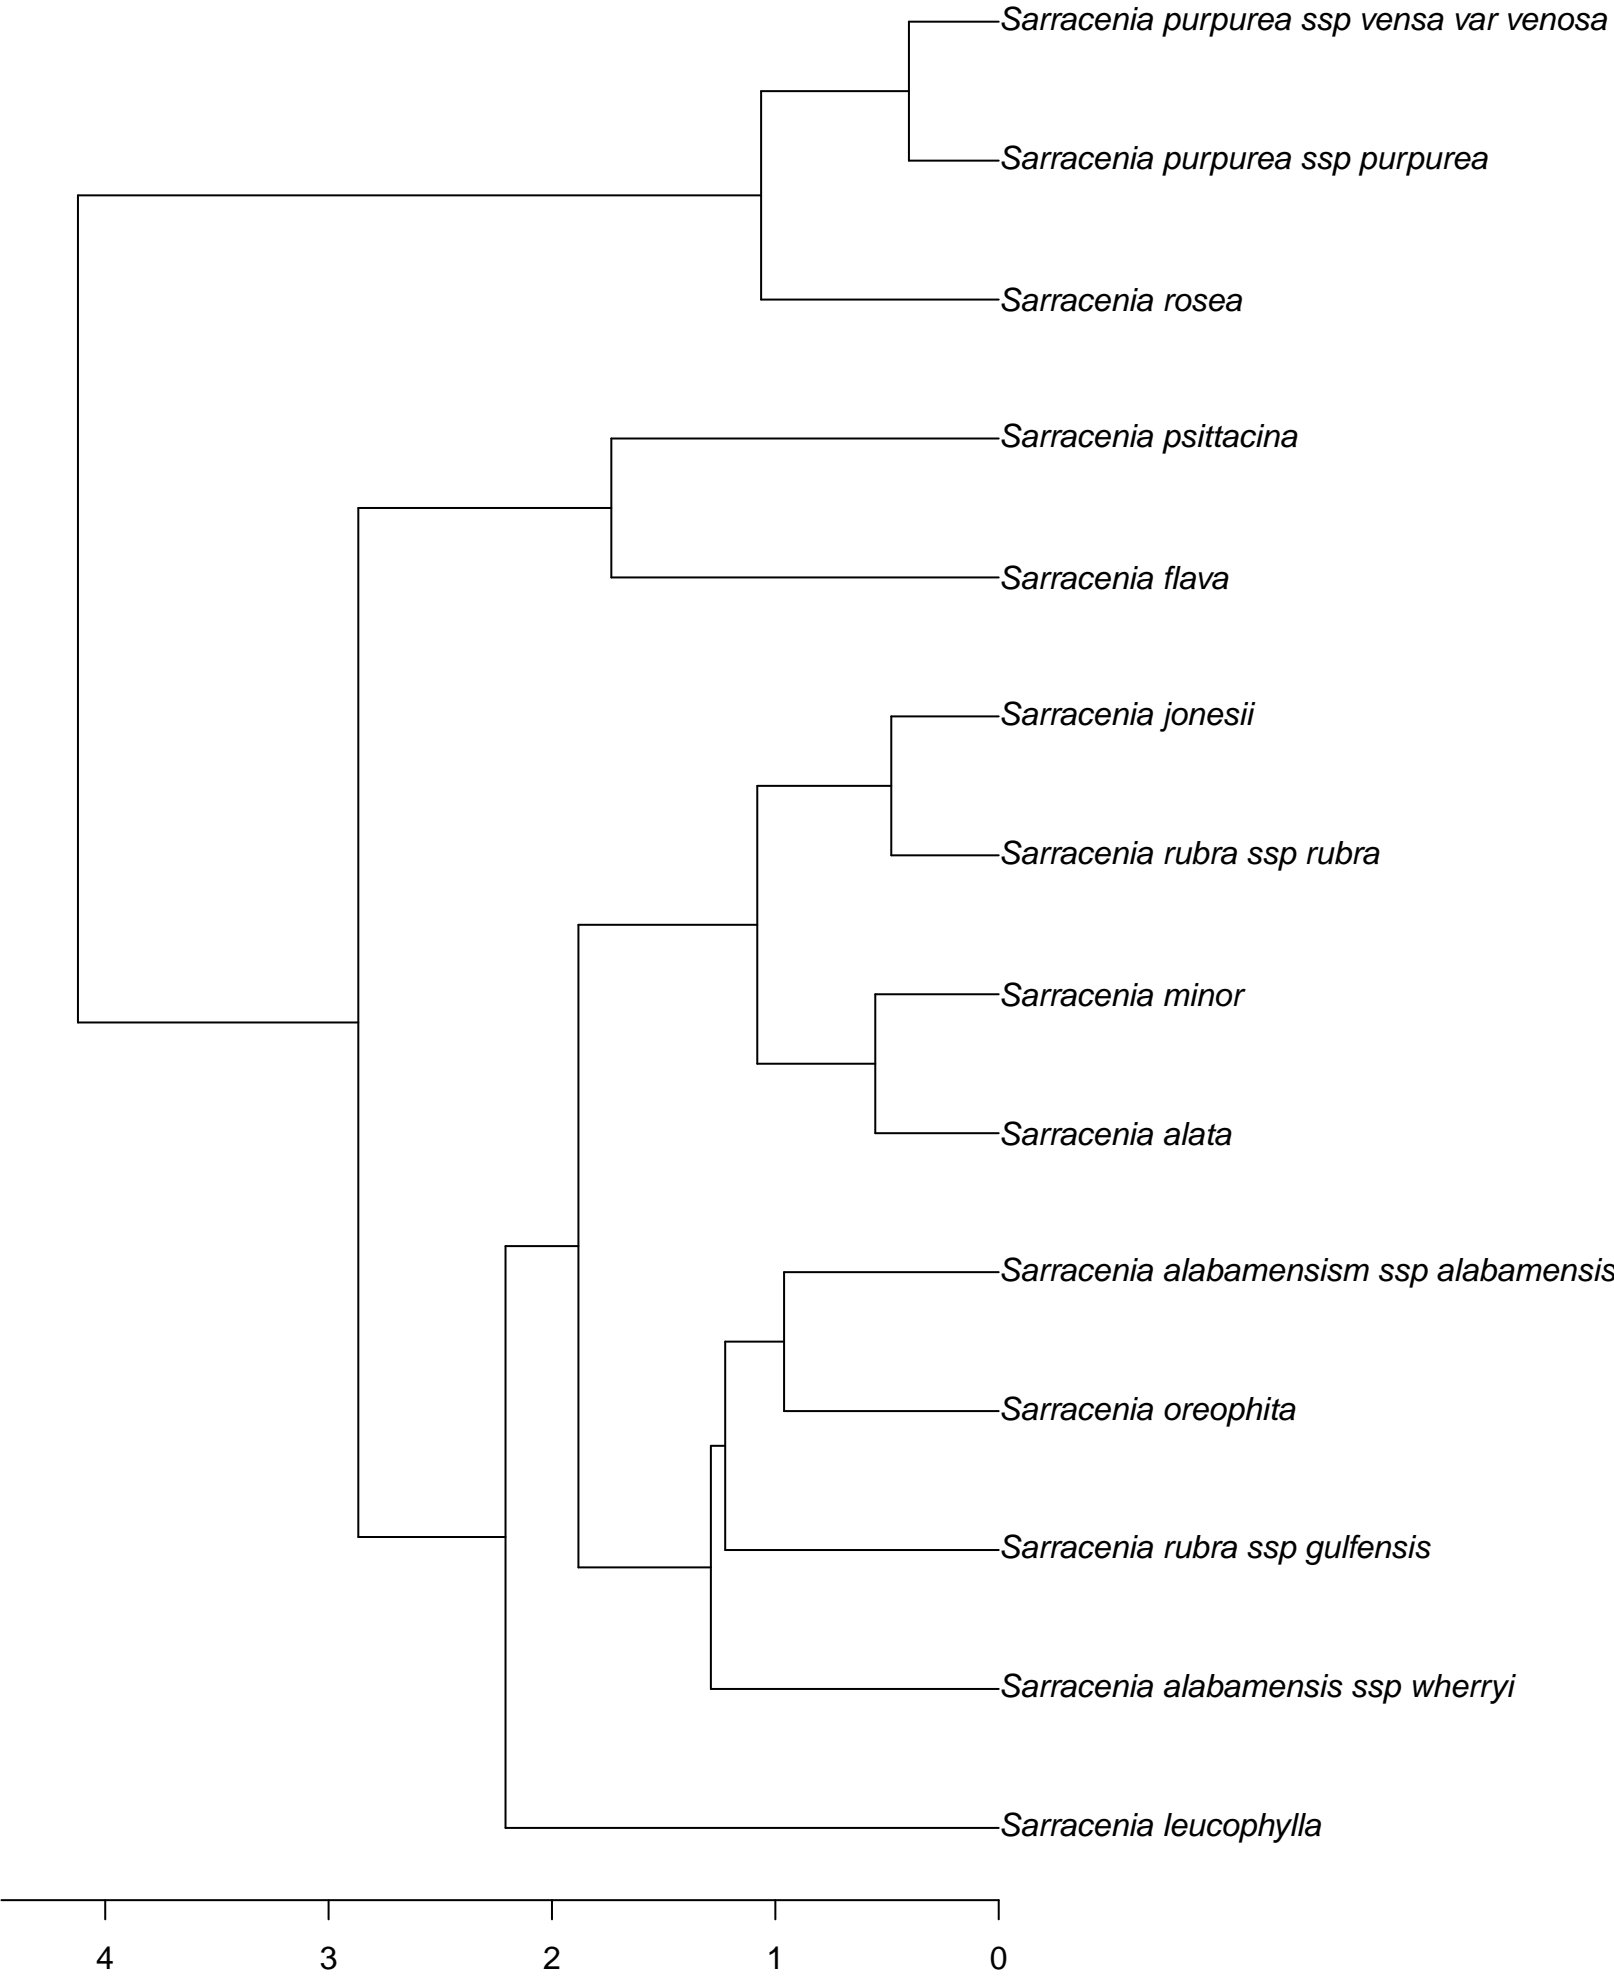 Sarracenia purpurea ssp vensa var venosa
Sarracenia purpurea ssp purpurea
Sarracenia rosea
Sarracenia psittacina
Sarracenia flava
Sarracenia jonesii
Sarracenia rubra ssp rubra
Sarracenia minor
Sarracenia alata
Sarracenia alabamensism ssp alabamensis
Sarracenia oreophita
Sarracenia rubra ssp gulfensis
Sarracenia alabamensis ssp wherryi
Sarracenia leucophylla
4 3 2 1 0